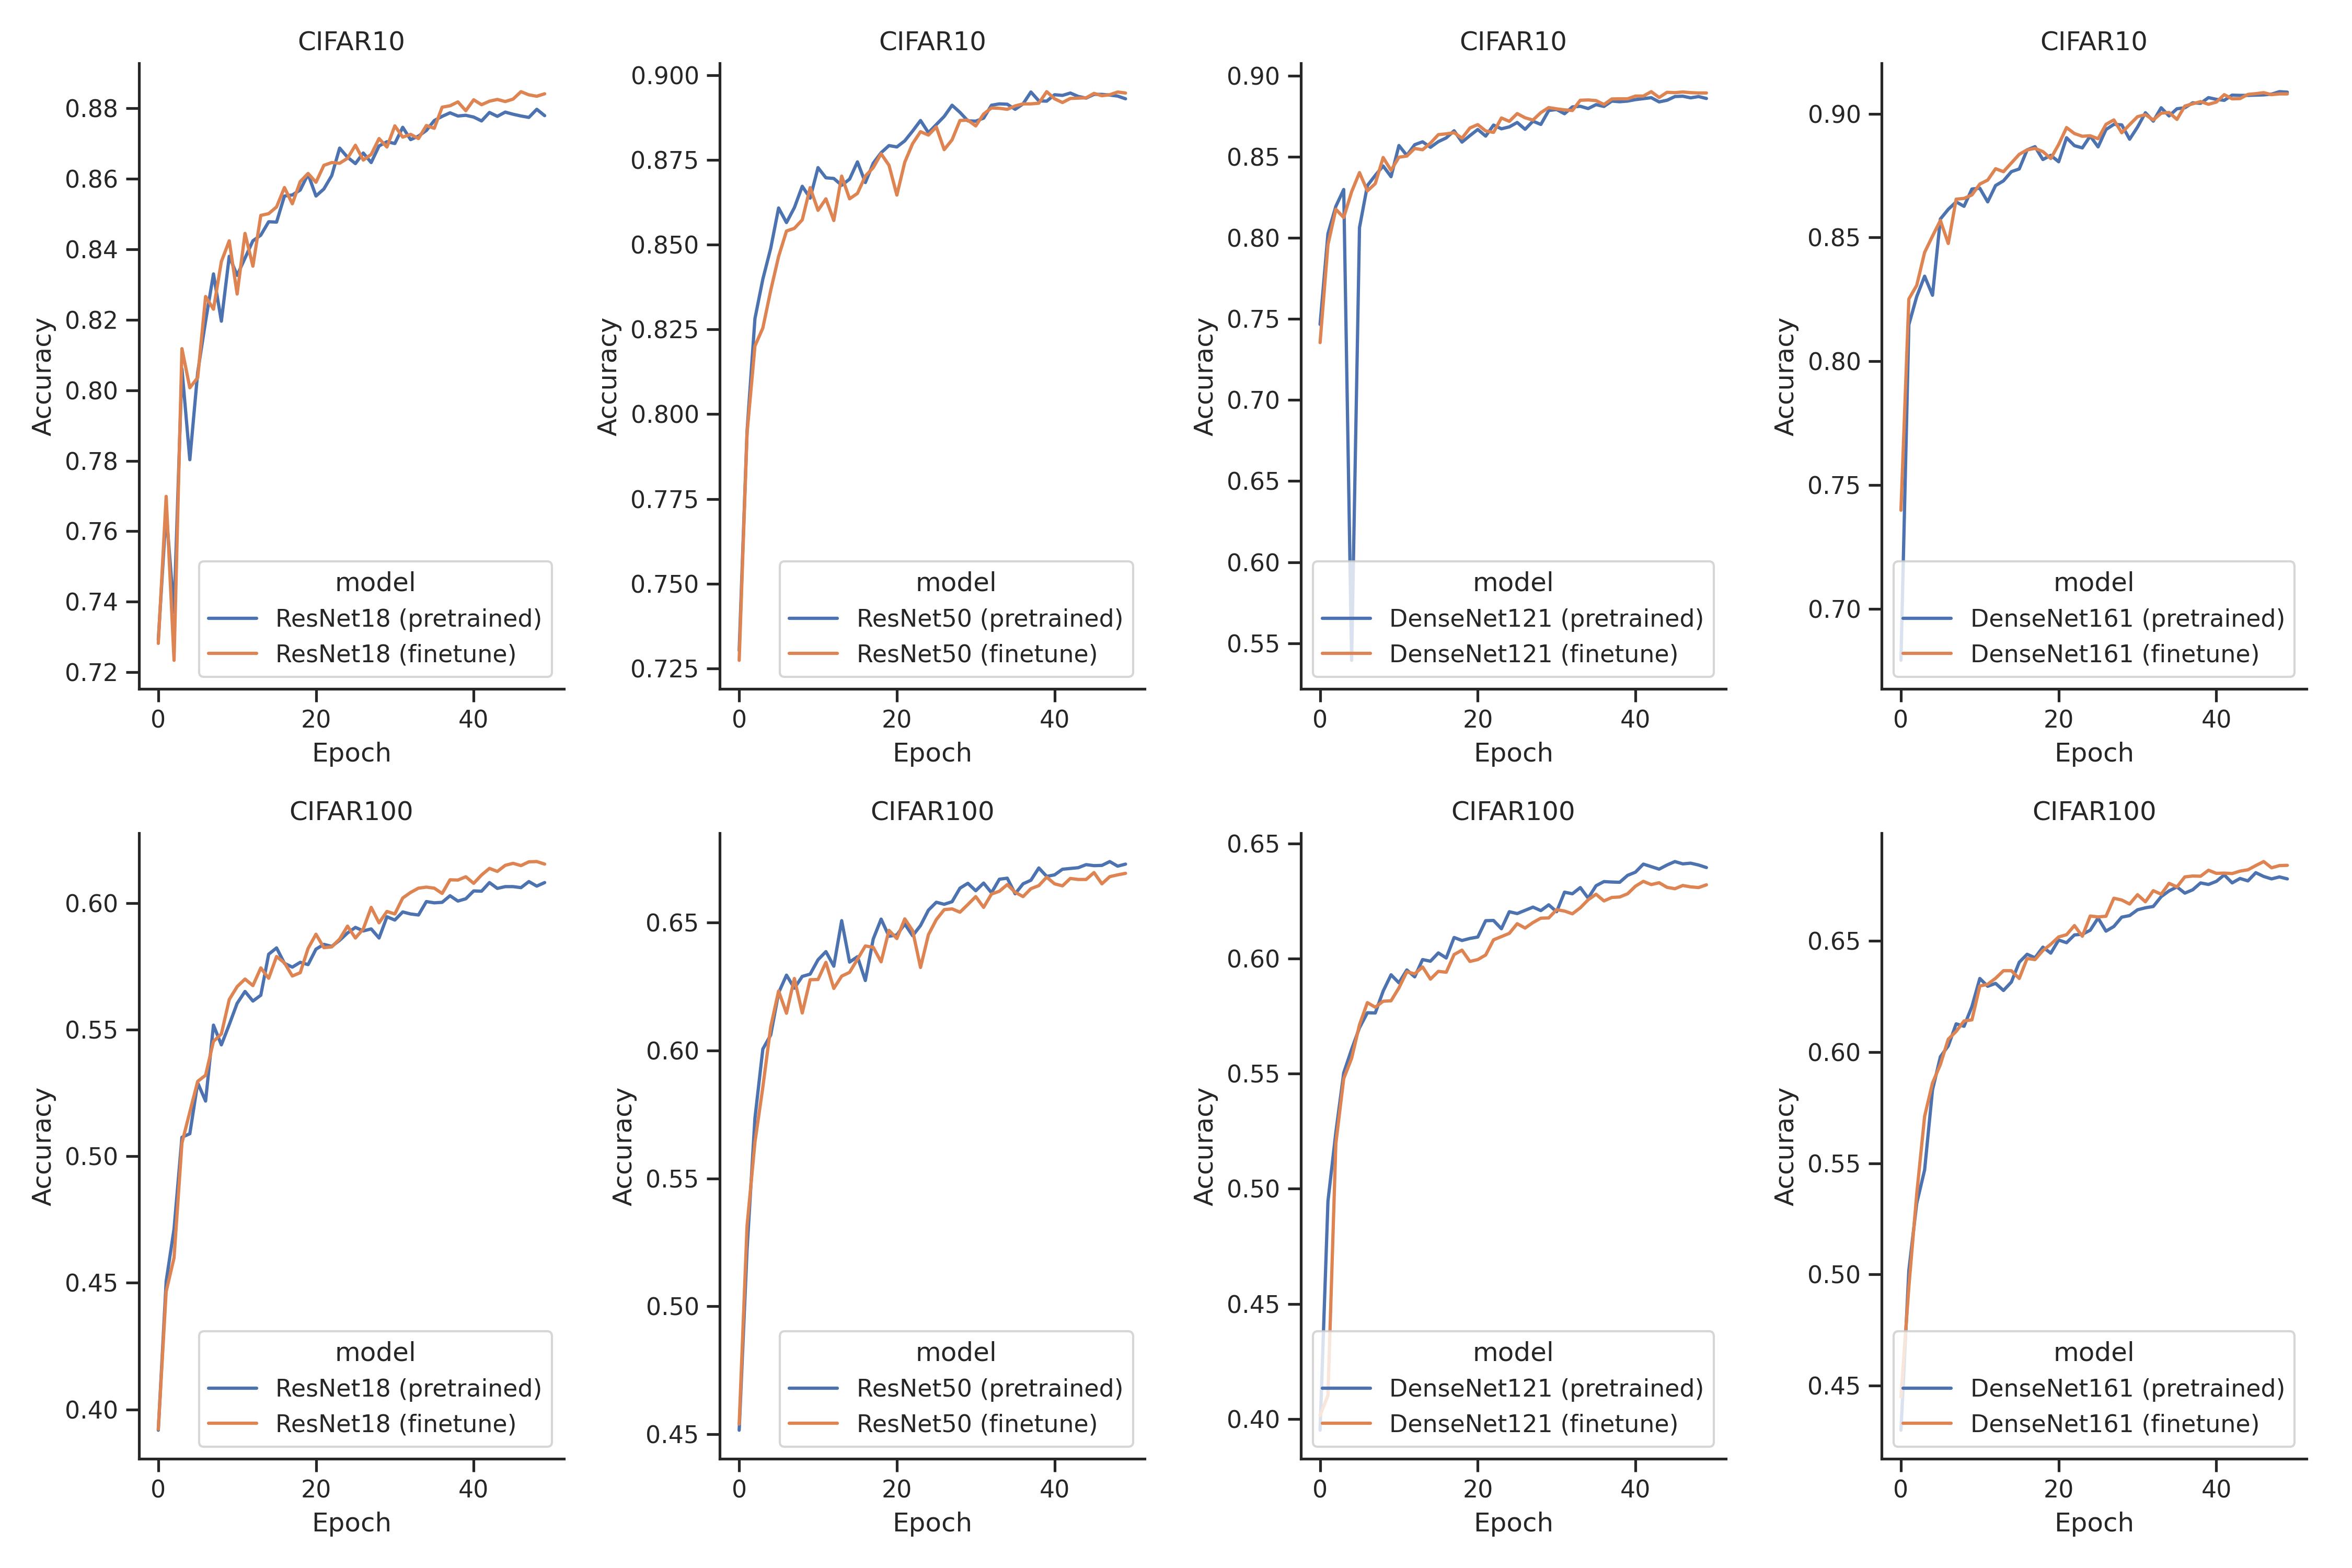 CIFAR10
Accuracy
0.88
0.86
0.84
0.82
0.80
0.78
0.76
0.74
0.72
model
ResNet18 (pretrained)
ResNet18 (finetune)
0
20
40
Epoch
CIFAR10
Accuracy
0.900
0.875
0.850
0.825
0.800
0.775
0.750
0.725
model
ResNet50 (pretrained)
ResNet50 (finetune)
0
20
40
Epoch
CIFAR10
Accuracy
0.90
0.85
0.80
0.75
0.70
0.65
0.60
0.55
model
DenseNet121 (pretrained)
DenseNet121 (finetune)
0
20
40
Epoch
CIFAR10
Accuracy
0.90
0.85
0.80
0.75
0.70
model
DenseNet161 (pretrained)
DenseNet161 (finetune)
0
20
40
Epoch
CIFAR100
Accuracy
0.60
0.55
0.50
0.45
0.40
model
ResNet18 (pretrained)
ResNet18 (finetune)
0
20
40
Epoch
CIFAR100
Accuracy
0.65
0.60
0.55
0.50
0.45
model
ResNet50 (pretrained)
ResNet50 (finetune)
0
20
40
Epoch
CIFAR100
Accuracy
0.65
0.60
0.55
0.50
0.45
0.40
model
DenseNet121 (pretrained)
DenseNet121 (finetune)
0
20
40
Epoch
CIFAR100
Accuracy
0.65
0.60
0.55
0.50
0.45
model
DenseNet161 (pretrained)
DenseNet161 (finetune)
0
20
40
Epoch